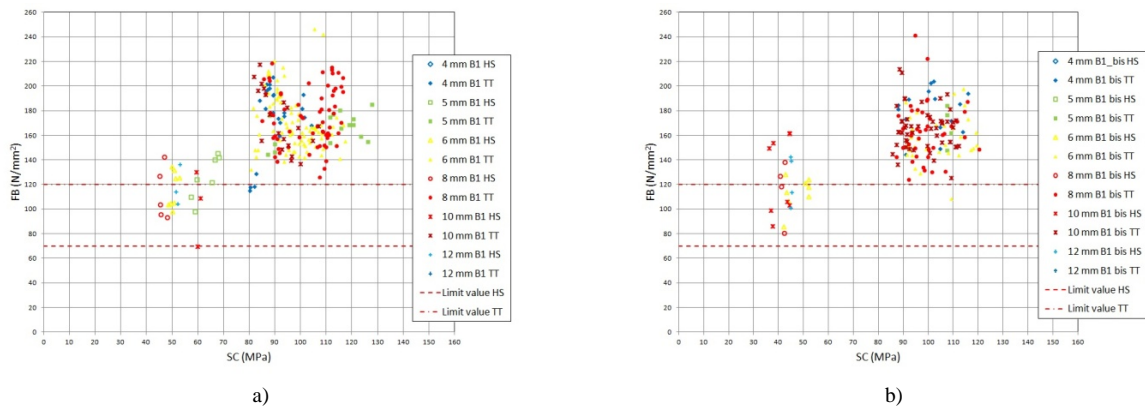 260
240
220
200
180
160
140
120
100
80
60
40
20
0
FB (N/mm²)
0 10 20 30 40 50 60 70 80 90 100 110 120 130 140 150 160
SC (MPa)
4 mm B1 HS
4 mm B1 TT
5 mm B1 HS
5 mm B1 TT
6 mm B1 HS
6 mm B1 TT
8 mm B1 HS
8 mm B1 TT
10 mm B1 HS
10 mm B1 TT
12 mm B1 HS
12 mm B1 TT
Limit value HS
Limit value TT
a)
260
240
220
200
180
160
140
120
100
80
60
40
20
0
FB (N/mm²)
0 10 20 30 40 50 60 70 80 90 100 110 120 130 140 150 160
SC (MPa)
4 mm B1_bis HS
4 mm B1 bis TT
5 mm B1 bis HS
5 mm B1 bis TT
6 mm B1 bis HS
6 mm B1 bis TT
8 mm B1 bis HS
8 mm B1 bis TT
10 mm B1 bis HS
10 mm B1 bis TT
12 mm B1 bis HS
12 mm B1 bis TT
Limit value HS
Limit value TT
b)